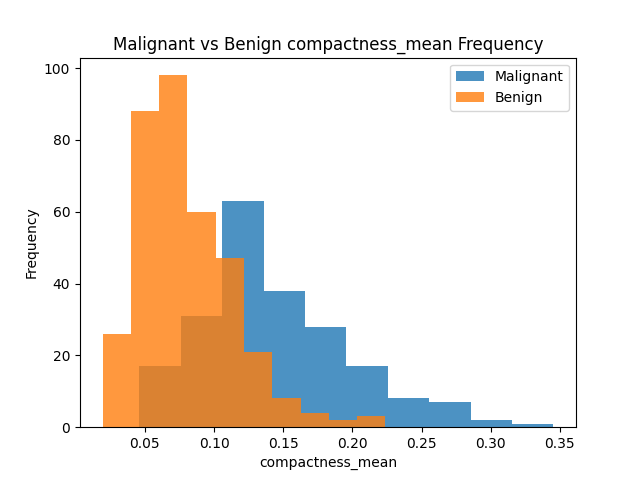 Malignant vs Benign compactness_mean Frequency
Malignant
Benign
Frequency
100
80
60
40
20
0
0.05 0.10 0.15 0.20 0.25 0.30 0.35
compactness_mean